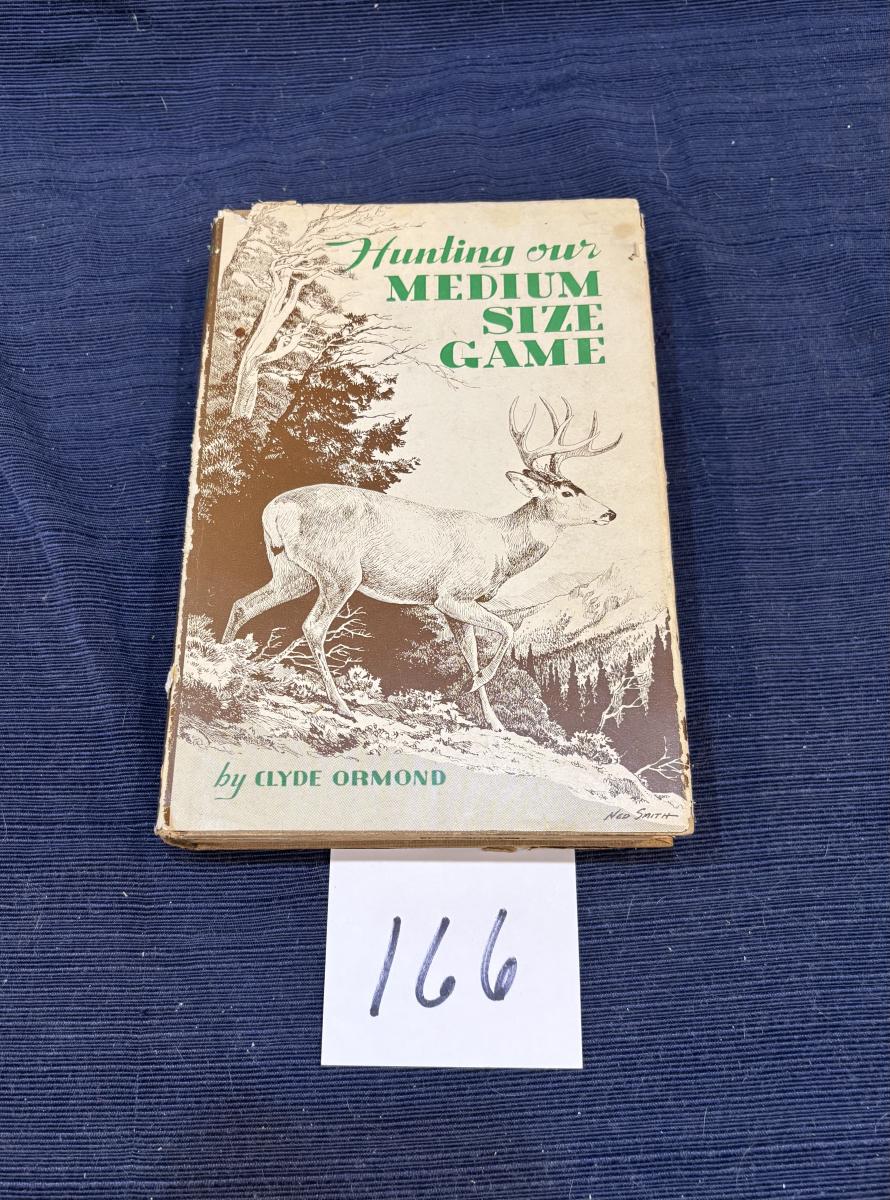 Hunting our
MEDIUM
SIZE
GAME
by CLYDE ORMOND
NED SMITH
166